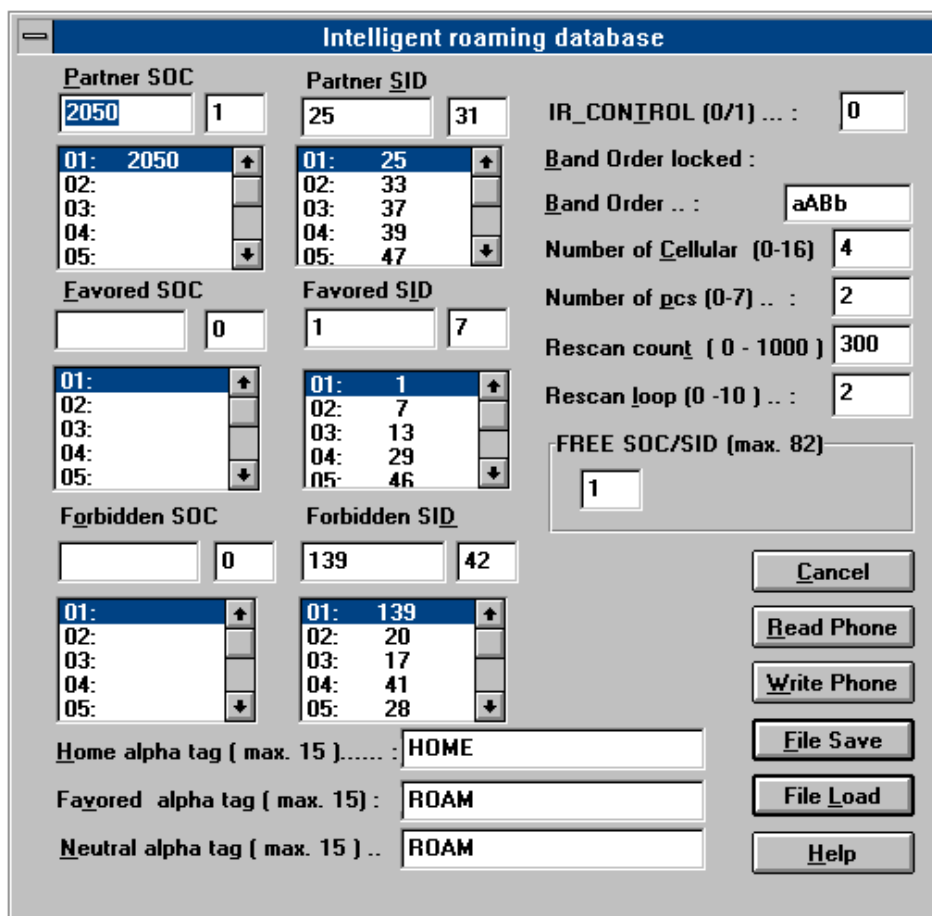 Intelligent roaming database
Partner SOC
2050 1
01: 2050
02:
03:
04:
05:
Partner SID
25 31
01: 25
02: 33
03: 37
04: 39
05: 47
Favored SOC
0
01:
02:
03:
04:
05:
Favored SID
1 7
01: 1
02: 7
03: 13
04: 29
05: 46
Forbidden SOC
0
01:
02:
03:
04:
05:
Forbidden SID
139 42
01: 139
02: 20
03: 17
04: 41
05: 28
IR_CONTROL (0/1) ... : 0
Band Order locked :
Band Order .. : aABb
Number of Cellular (0-16) 4
Number of pcs (0-7) .. : 2
Rescan count ( 0 - 1000 ) 300
Rescan loop (0 -10 ) .. : 2
FREE SOC/SID (max. 82)
1
Cancel
Read Phone
Write Phone
File Save
File Load
Help
Home alpha tag ( max. 15 )...... : HOME
Favored alpha tag ( max. 15) : ROAM
Neutral alpha tag ( max. 15 ) .. ROAM